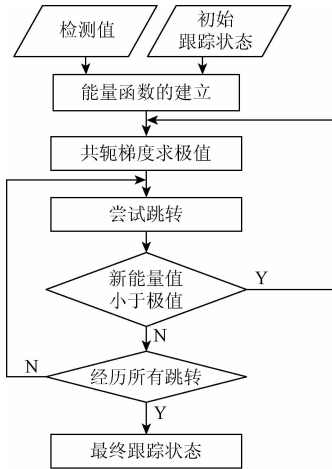 检测值
初始
跟踪状态
能量函数的建立
共轭梯度求极值
尝试跳转
新能量值
小于极值
Y
N
N
经历所有跳转
Y
最终跟踪状态